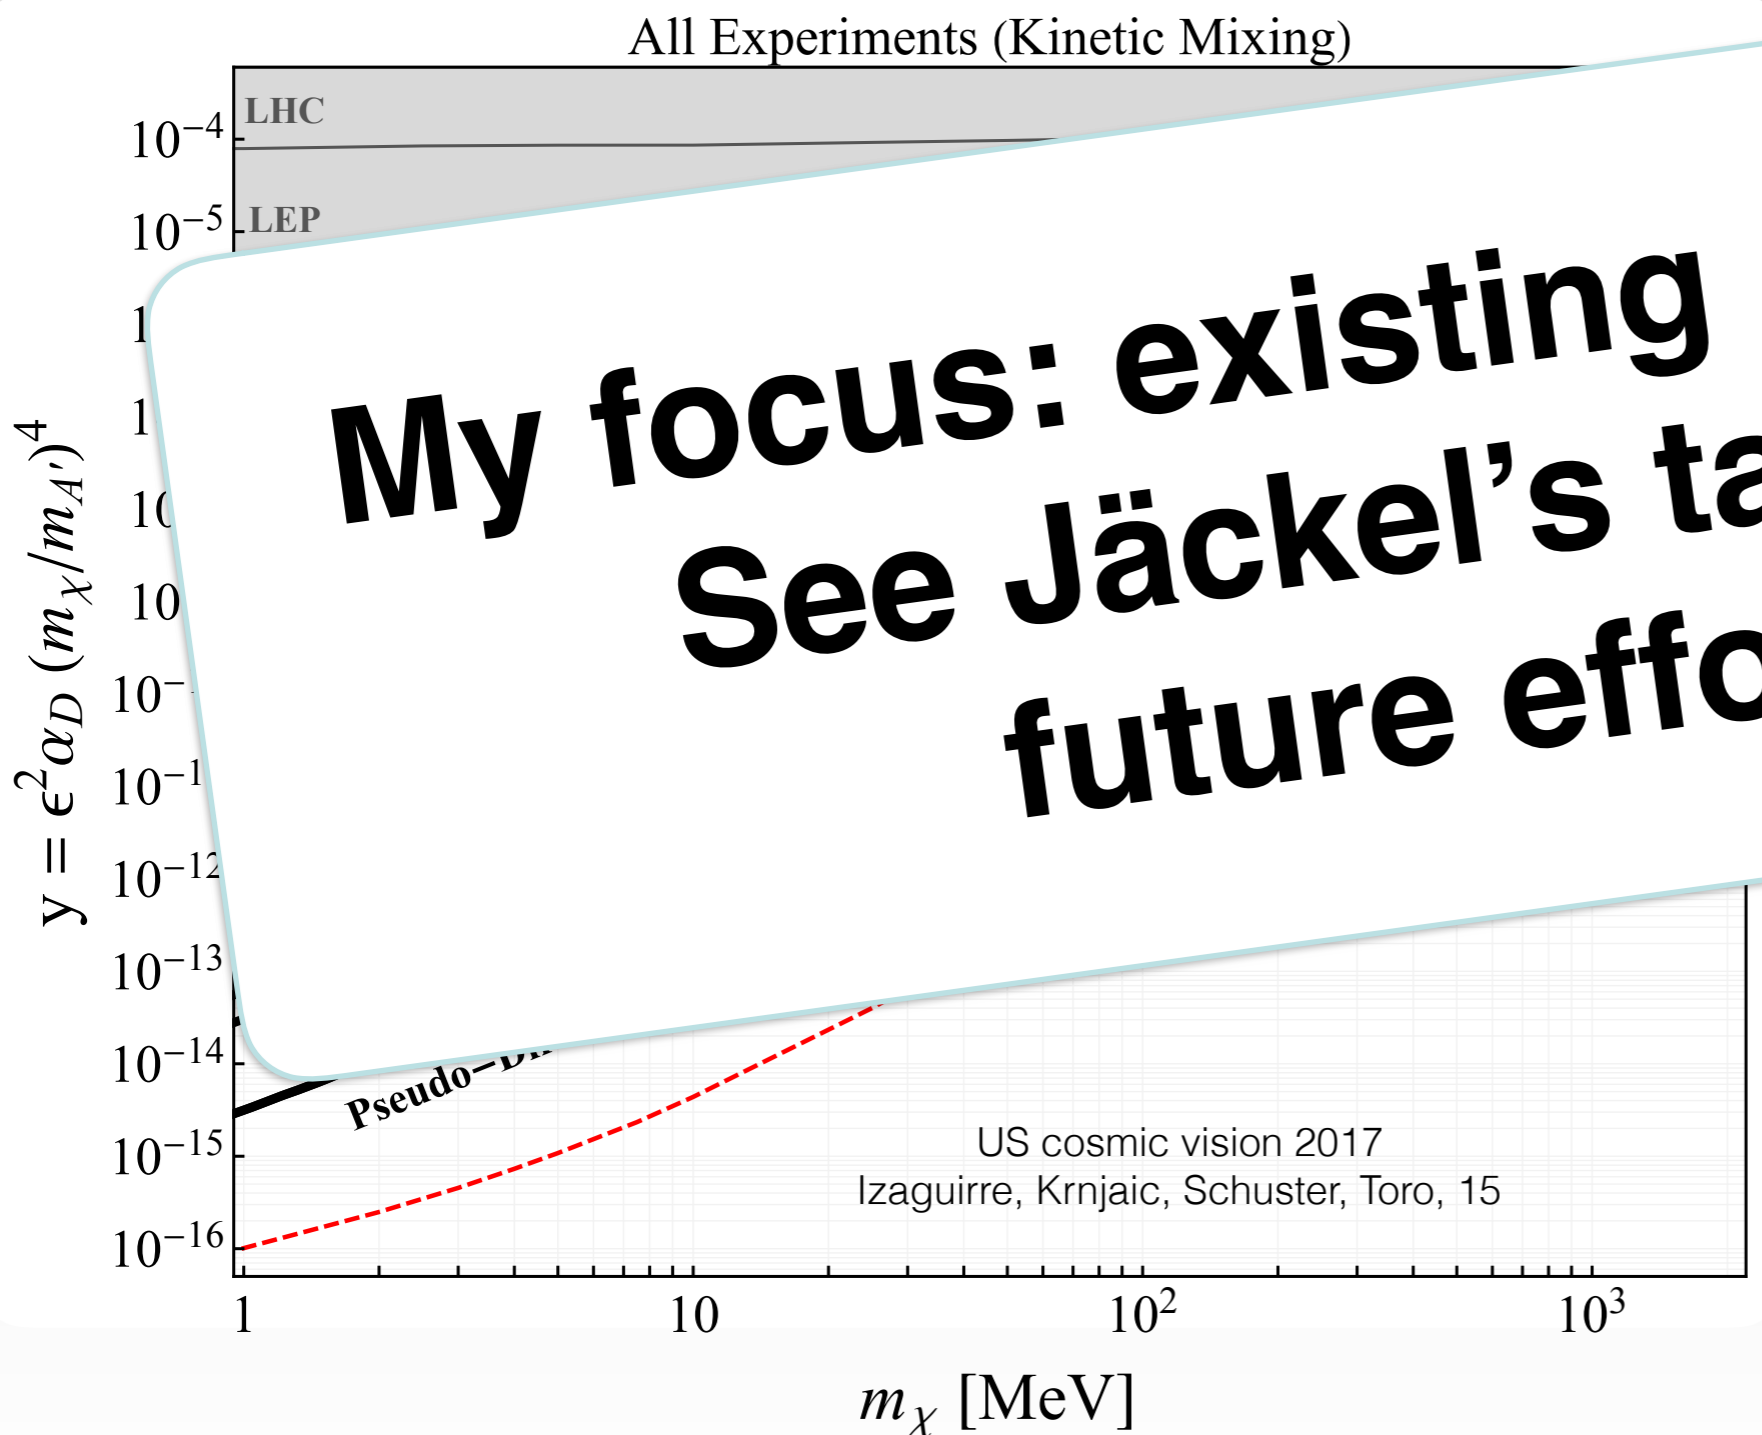 All Experiments (Kinetic Mixing)
LHC
10⁻⁴
LEP
10⁻⁵
My focus: existing
See Jäckel’s
future
y = ϵ²α_D (m_χ/m_A')⁴
10⁻¹²
10⁻¹³
10⁻¹⁴
Pseudo–
10⁻¹⁵
10⁻¹⁶
US cosmic vision 2017
Izaguirre, Krnjaic, Schuster, Toro, 15
1 10 10² 10³
m_χ [MeV]